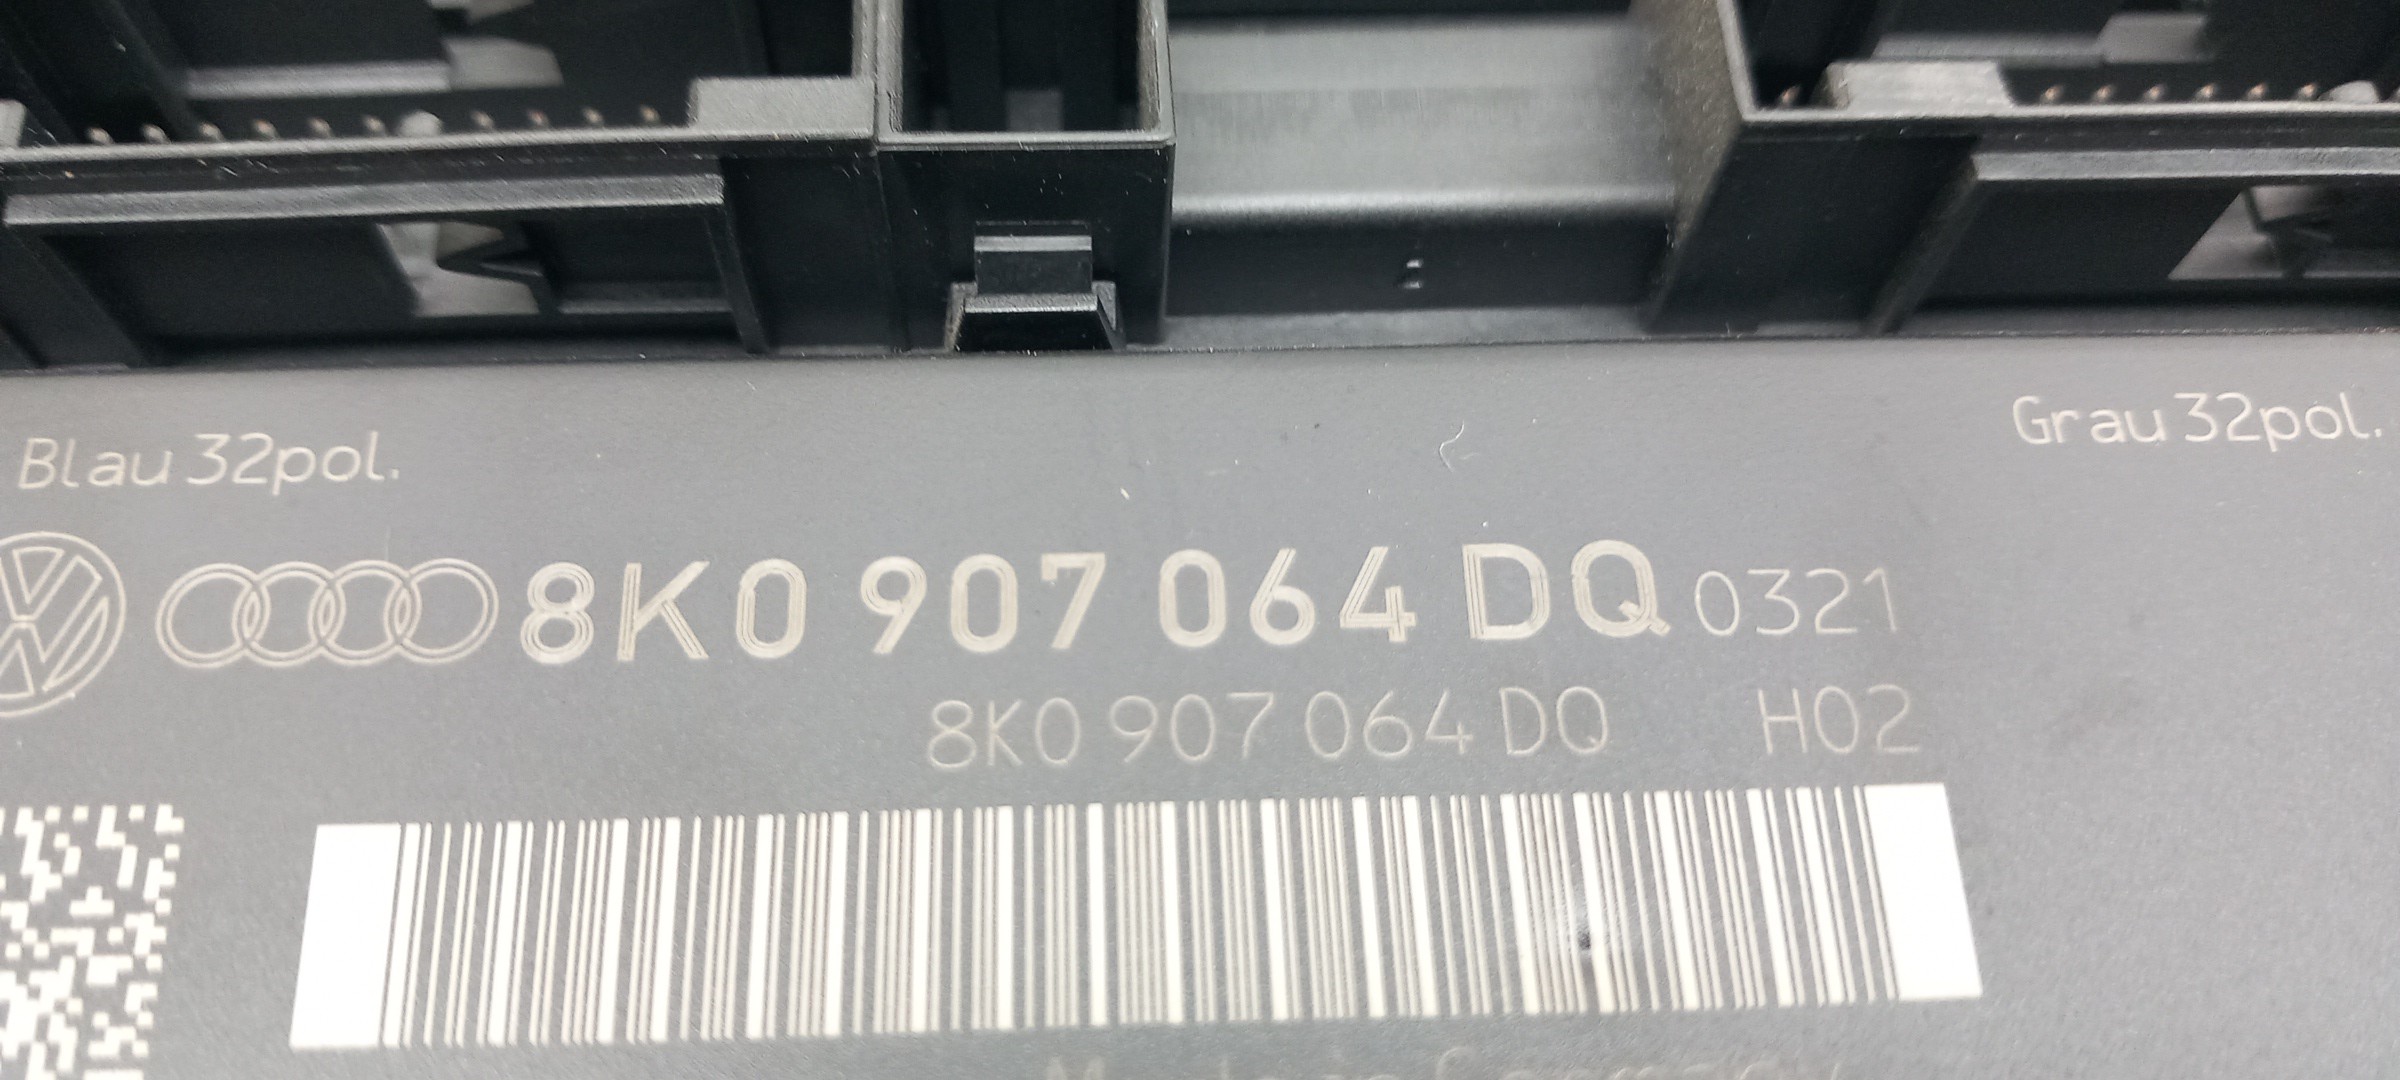 Blau 32pol.
Grau 32pol.
8K0 907 064 DQ 0321
8K0 907 064 DQ H02